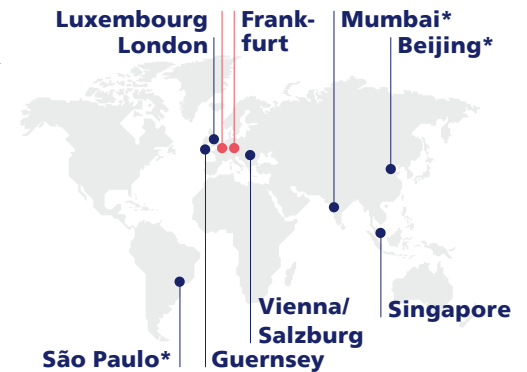 Luxembourg
London
Frank-
furt
Mumbai*
Beijing*
Vienna/
Salzburg
Singapore
São Paulo*
Guernsey